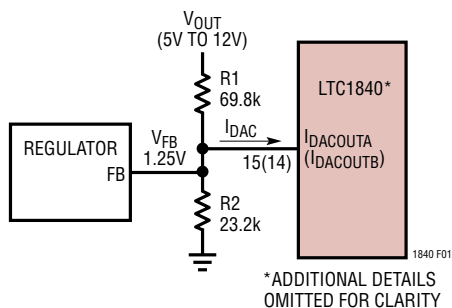 VOUT
(5V TO 12V)
R1
69.8k
LTC1840*
IDAC
VFB
1.25V
REGULATOR
FB
15(14)
IDACOUTA
(IDACOUTB)
R2
23.2k
1840 F01
*ADDITIONAL DETAILS
OMITTED FOR CLARITY